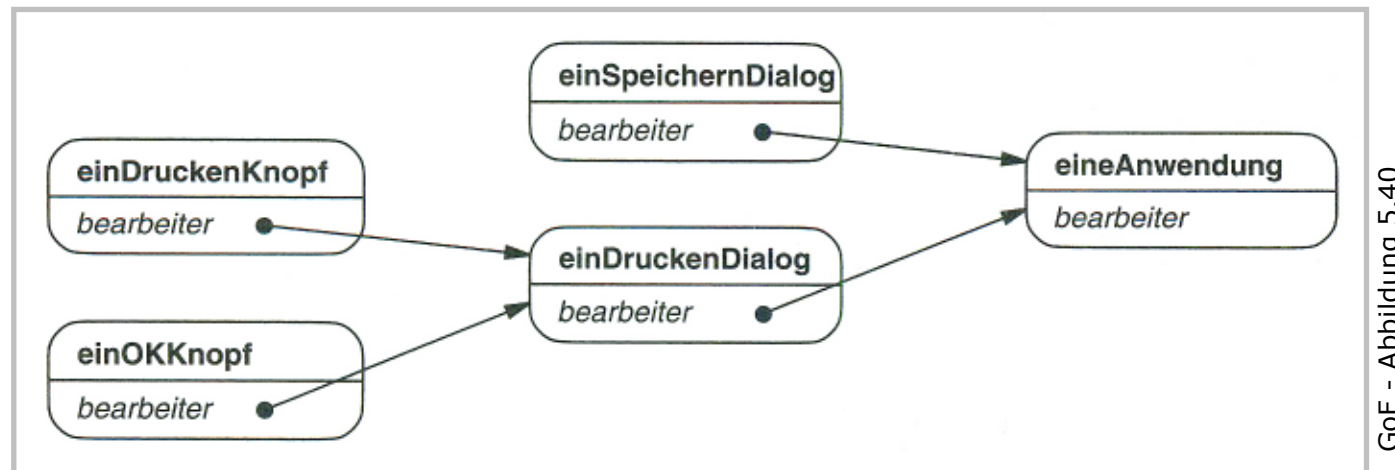 einSpeichernDialog
bearbeiter
einDruckenKnopf
bearbeiter
eineAnwendung
bearbeiter
einDruckenDialog
bearbeiter
einOKKnopf
bearbeiter
GoF - Abbildung 5.40